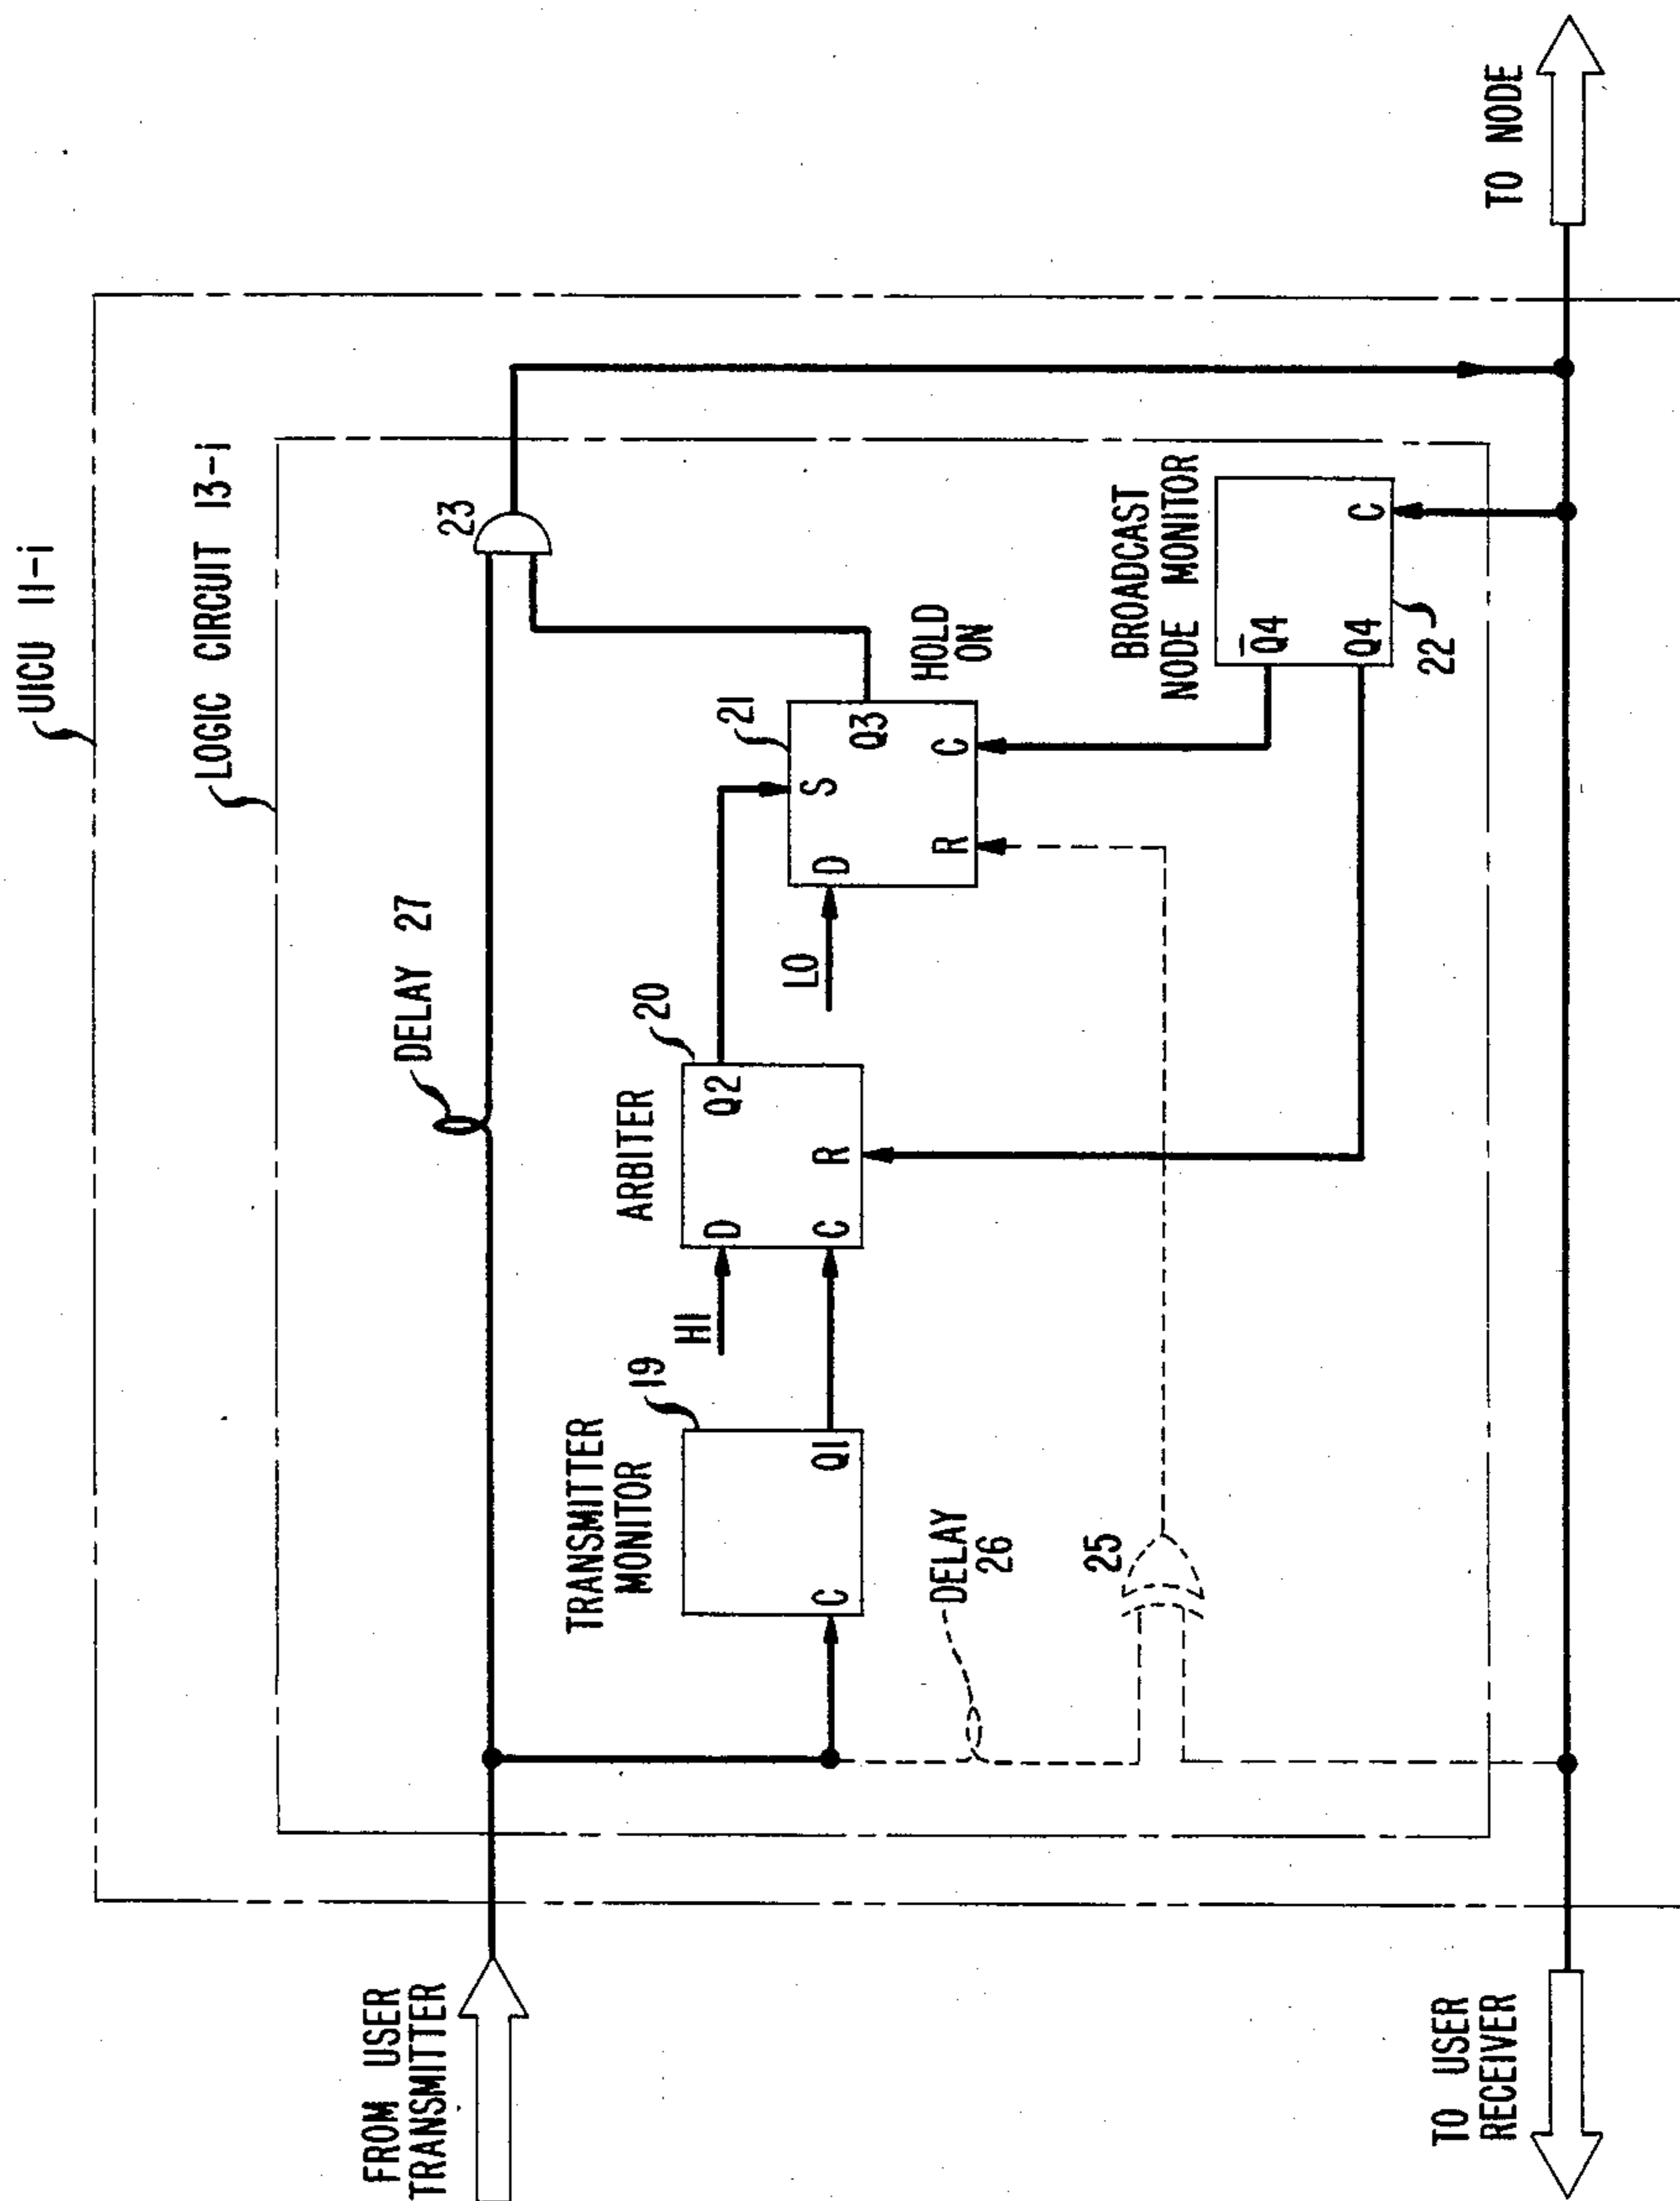 UICU 11-i
LOGIC CIRCUIT 13-i
FROM USER
TRANSMITTER
DELAY 27
23
TO NODE
TRANSMITTER
MONITOR
19
C
Q1
HI
ARBITER
20
D
Q2
C
R
LO
21
D
S
Q3
R
C
HOLD
ON
BROADCAST
NODE MONITOR
Q̅4
Q4
C
22
DELAY
26
25
TO USER
RECEIVER